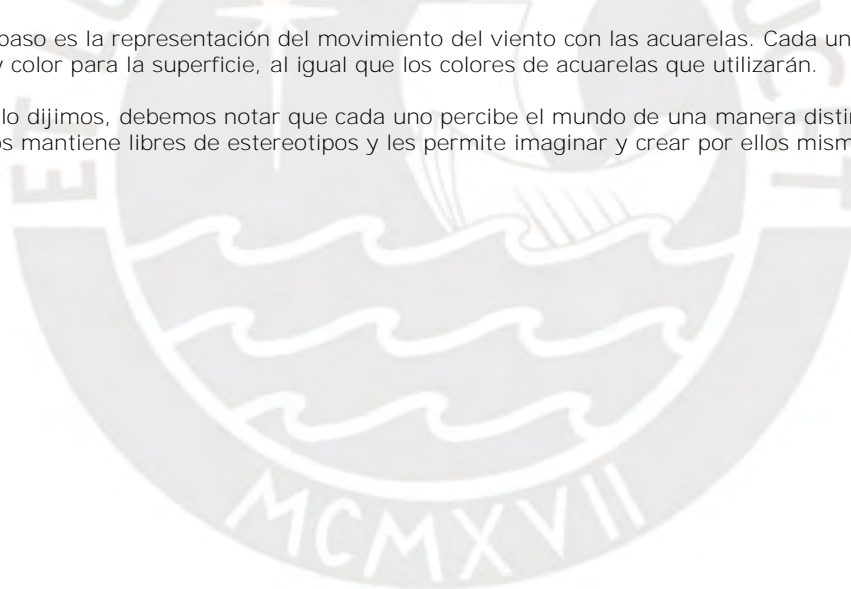 paso es la representación del movimiento del viento con las acuarelas. Cada un
y color para la superficie, al igual que los colores de acuarelas que utilizarán.
lo dijimos, debemos notar que cada uno percibe el mundo de una manera distin
os mantiene libres de estereotipos y les permite imaginar y crear por ellos mism
MCMXVII